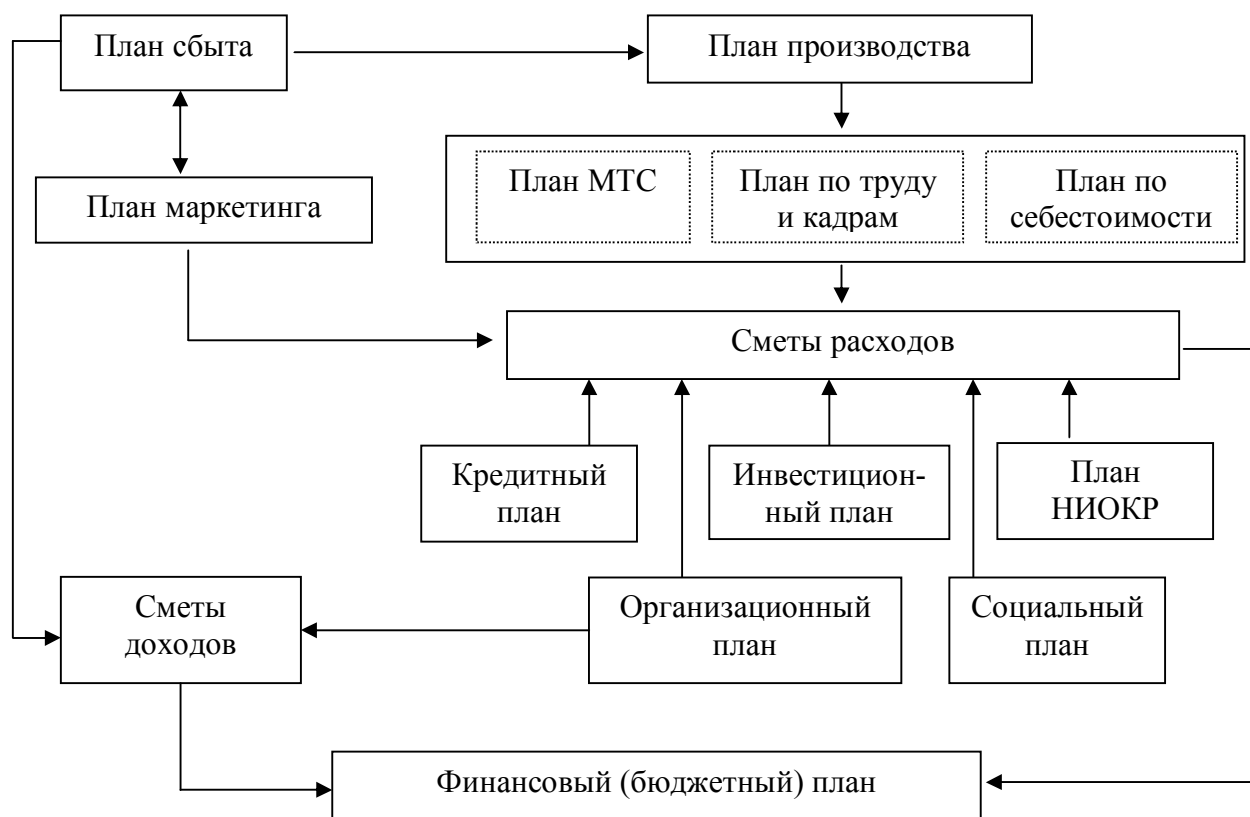 План сбыта
План производства
План МТС
План по труду
и кадрам
План по
себестоимости
План маркетинга
Сметы расходов
Кредитный
план
Инвестицион-
ный план
План
НИОКР
Сметы
доходов
Организационный
план
Социальный
план
Финансовый (бюджетный) план